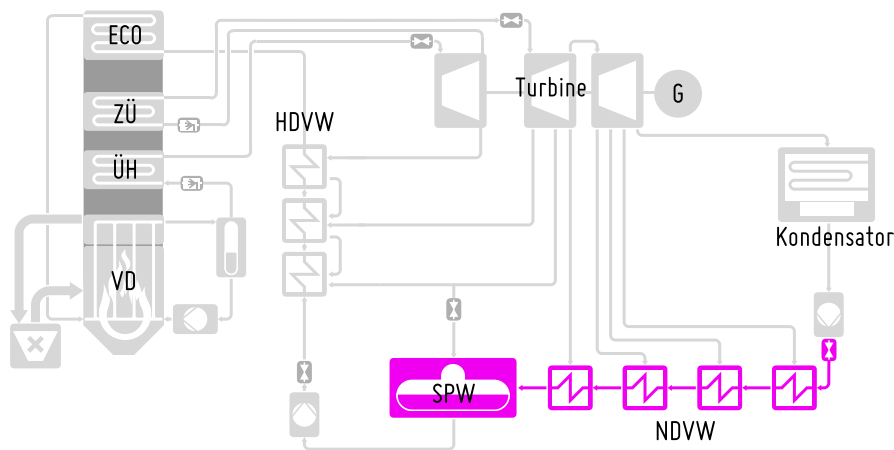 ECO
ZÜ
ÜH
VD
HDVW
Turbine
G
Kondensator
SPW
NDVW